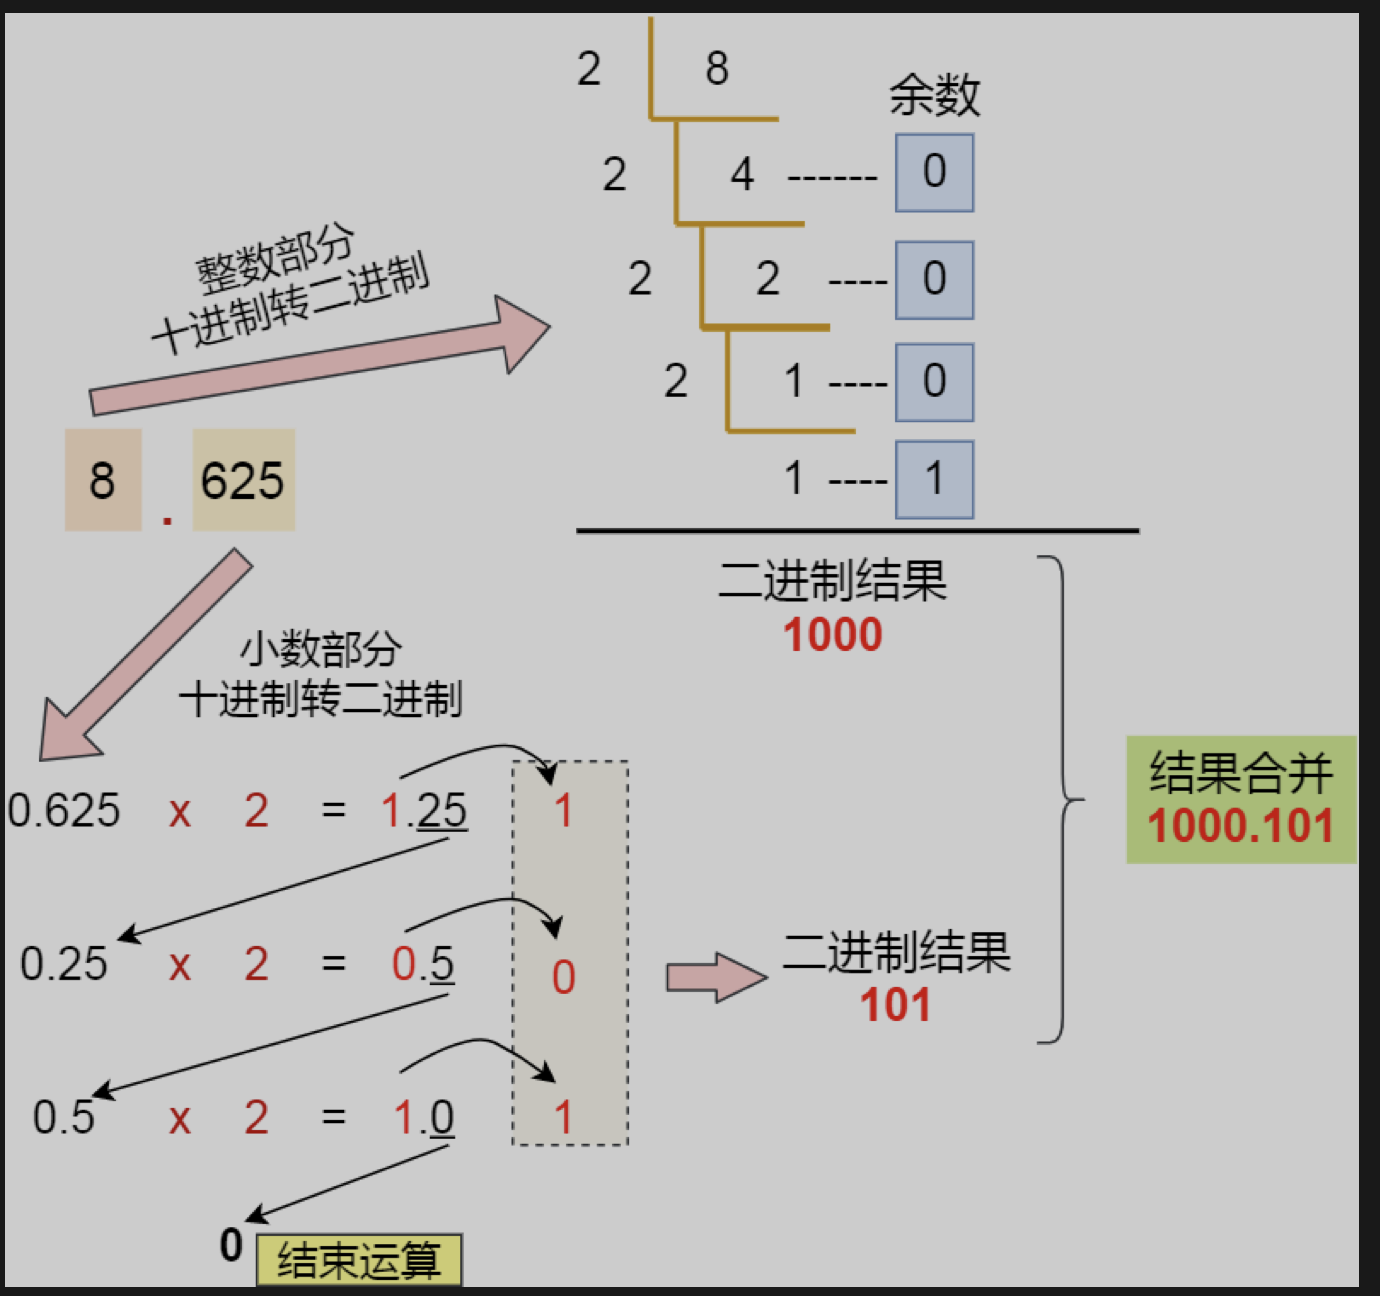 2 8
余数
2 4 ------ 0
整数部分
十进制转二进制
2 2 ---- 0
2 1 ---- 0
8 . 625
1 ---- 1
二进制结果
1000
小数部分
十进制转二进制
0.625 x 2 = 1.25 1
0.25 x 2 = 0.5 0
0.5 x 2 = 1.0 1
0
结束运算
二进制结果
101
结果合并
1000.101